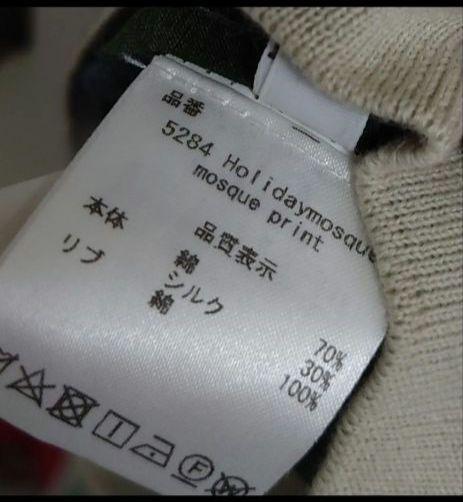 品番
5284 Holidaymosque
mosque print
品質表示
本体 綿 70%
シルク 30%
リブ 綿 100%
F